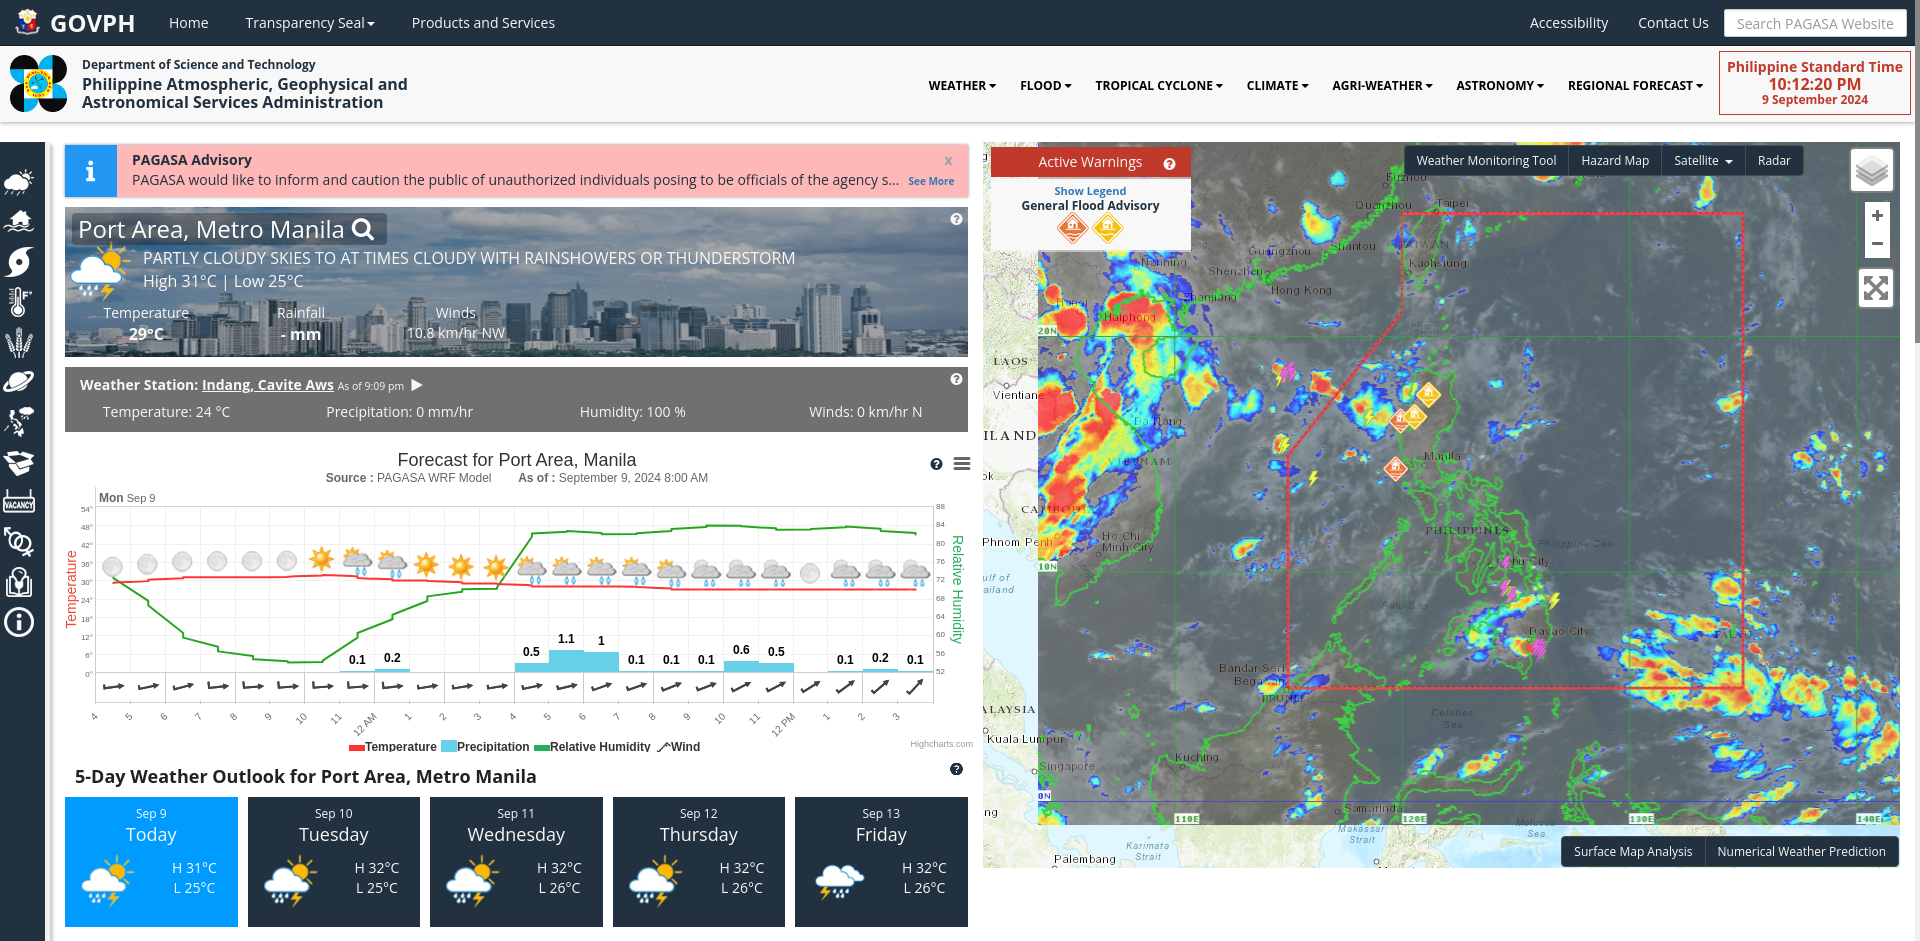 GOVPH
Home
Transparency Seal
Products and Services
Accessibility
Contact Us
Search PAGASA Website
Department of Science and Technology
Philippine Atmospheric, Geophysical and
Astronomical Services Administration
WEATHER
FLOOD
TROPICAL CYCLONE
CLIMATE
AGRI-WEATHER
ASTRONOMY
REGIONAL FORECAST
Philippine Standard Time
10:12:20 PM
9 September 2024
PAGASA Advisory
x
PAGASA would like to inform and caution the public of unauthorized individuals posing to be officials of the agency s...
See More
Port Area, Metro Manila
PARTLY CLOUDY SKIES TO AT TIMES CLOUDY WITH RAINSHOWERS OR THUNDERSTORM
High 31°C | Low 25°C
Temperature
Rainfall
Winds
29°C
- mm
10.8 km/hr NW
Weather Station: Indang, Cavite Aws As of 9:09 pm
Temperature: 24 °C
Precipitation: 0 mm/hr
Humidity: 100 %
Winds: 0 km/hr N
Forecast for Port Area, Manila
Source : PAGASA WRF Model As of : September 9, 2024 8:00 AM
Mon Sep 9
54°
48°
42°
36°
30°
24°
18°
12°
6°
0°
Temperature
88
84
80
76
72
68
64
60
56
52
Relative Humidity
0.1
0.2
0.5
1.1
1
0.1
0.1
0.1
0.6
0.5
0.1
0.2
0.1
4
5
6
7
8
9
10
11
12 AM
1
2
3
4
5
6
7
8
9
10
11
12 PM
1
2
3
Temperature
Precipitation
Relative Humidity
Wind
Highcharts.com
5-Day Weather Outlook for Port Area, Metro Manila
Sep 9
Today
H 31°C
L 25°C
Sep 10
Tuesday
H 32°C
L 25°C
Sep 11
Wednesday
H 32°C
L 26°C
Sep 12
Thursday
H 32°C
L 26°C
Sep 13
Friday
H 32°C
L 26°C
VACANCY
Active Warnings
Show Legend
General Flood Advisory
Weather Monitoring Tool
Hazard Map
Satellite
Radar
+
−
Fuzhou
Quanzhou
Taipei
TAIWAN
Shantou
Kaohsiung
Guangzhou
Shenzhen
Hong Kong
Nanning
Zhanjiang
Hanoi
Haiphong
20N
LAOS
Vientiane
Da Nang
ILAND
VIETNAM
ok
CAMBODIA
Phnom Penh
Ho Chi
Minh City
10N
ulf of
ailand
Manila
PHILIPPINES
Philippine Sea
Cebu City
Sulu Sea
Davao City
PALAU
Bandar Seri
Begawan
BRUNEI
Celebes
Sea
ALAYSIA
Kuala Lumpur
Kuching
Singapore
0N
ng
Samarinda
110E
120E
130E
140E
Makassar
Strait
Molucca
Sea
Karimata
Strait
Palembang
Surface Map Analysis
Numerical Weather Prediction